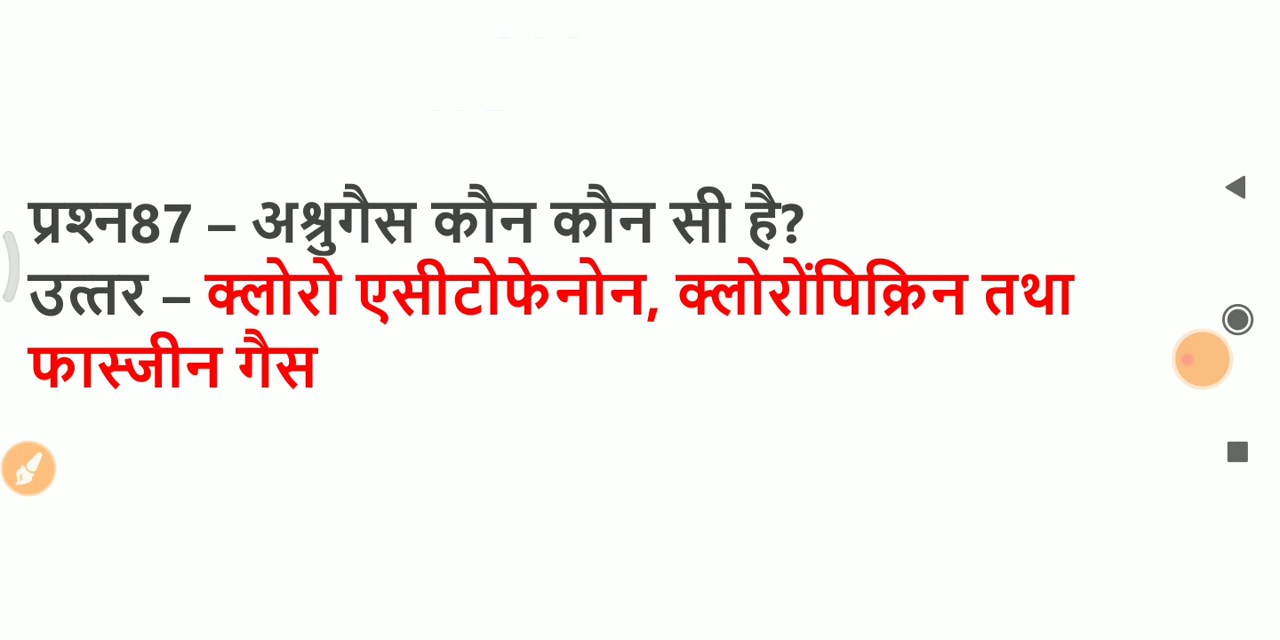 प्रश्न87 – अश्रुगैस कौन कौन सी है?
उत्तर – क्लोरो एसीटोफेनोन, क्लोरोंपिक्रिन तथा
फास्जीन गैस